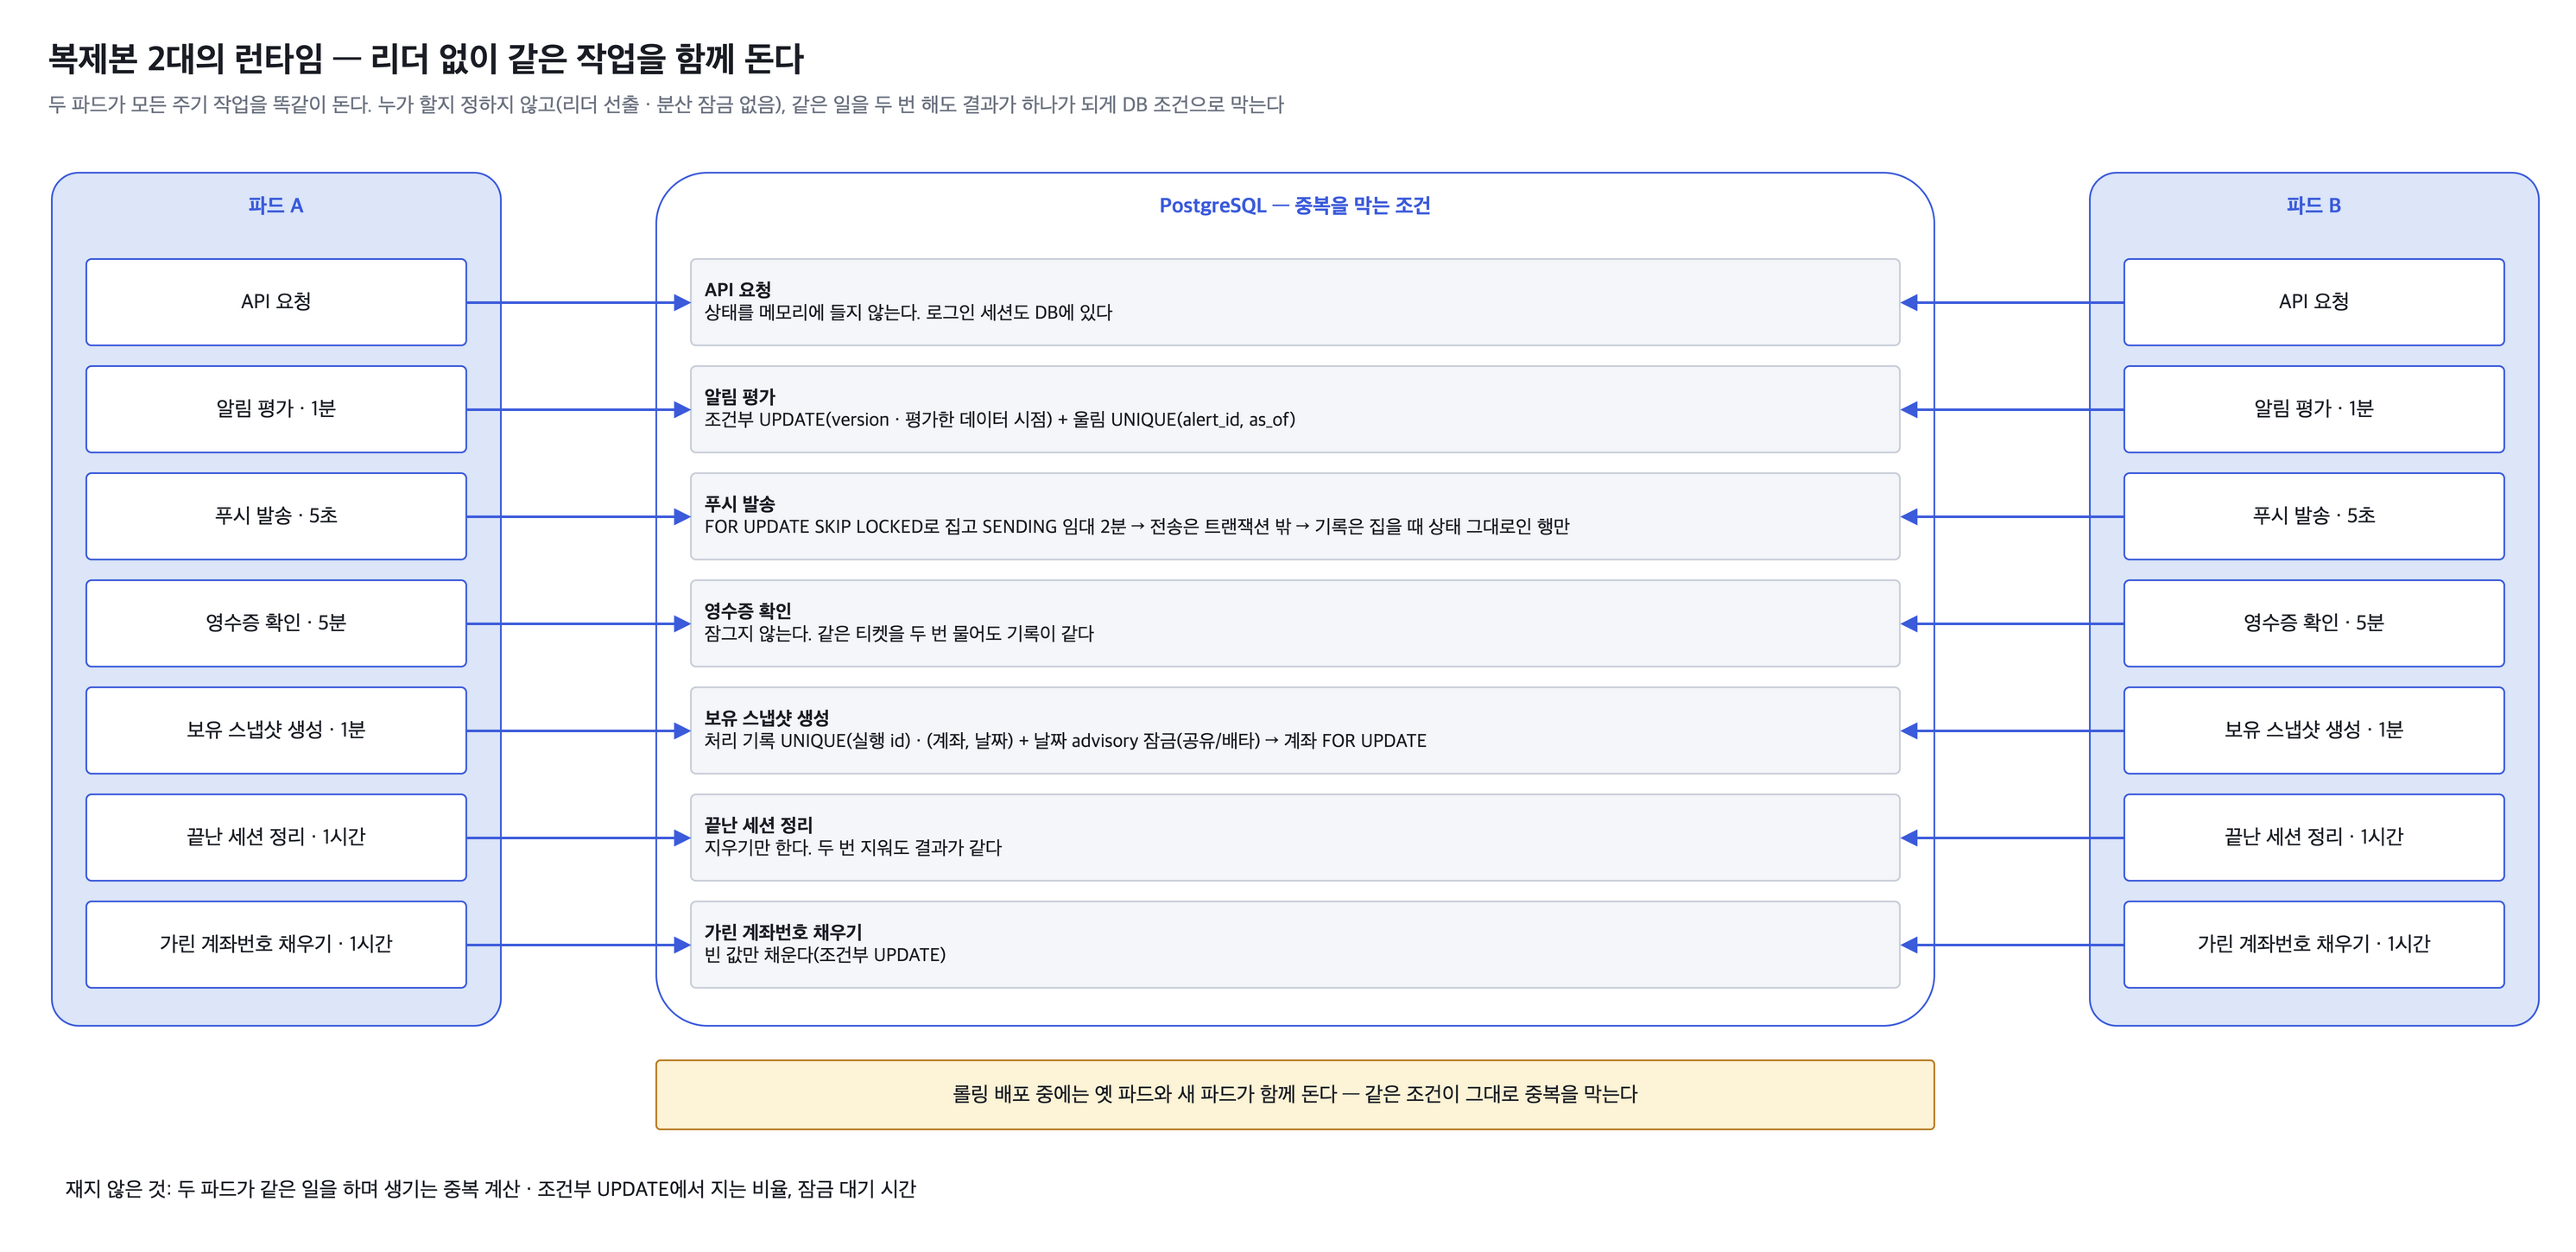 복제본 2대의 런타임 — 리더 없이 같은 작업을 함께 돈다
두 파드가 모든 주기 작업을 똑같이 돈다. 누가 할지 정하지 않고(리더 선출 · 분산 잠금 없음), 같은 일을 두 번 해도 결과가 하나가 되게 DB 조건으로 막는다
파드 A
API 요청
알림 평가 · 1분
푸시 발송 · 5초
영수증 확인 · 5분
보유 스냅샷 생성 · 1분
끝난 세션 정리 · 1시간
가린 계좌번호 채우기 · 1시간
PostgreSQL — 중복을 막는 조건
API 요청
상태를 메모리에 들지 않는다. 로그인 세션도 DB에 있다
알림 평가
조건부 UPDATE(version · 평가한 데이터 시점) + 울림 UNIQUE(alert_id, as_of)
푸시 발송
FOR UPDATE SKIP LOCKED로 집고 SENDING 임대 2분 → 전송은 트랜잭션 밖 → 기록은 집을 때 상태 그대로인 행만
영수증 확인
잠그지 않는다. 같은 티켓을 두 번 물어도 기록이 같다
보유 스냅샷 생성
처리 기록 UNIQUE(실행 id) · (계좌, 날짜) + 날짜 advisory 잠금(공유/배타) → 계좌 FOR UPDATE
끝난 세션 정리
지우기만 한다. 두 번 지워도 결과가 같다
가린 계좌번호 채우기
빈 값만 채운다(조건부 UPDATE)
파드 B
API 요청
알림 평가 · 1분
푸시 발송 · 5초
영수증 확인 · 5분
보유 스냅샷 생성 · 1분
끝난 세션 정리 · 1시간
가린 계좌번호 채우기 · 1시간
롤링 배포 중에는 옛 파드와 새 파드가 함께 돈다 — 같은 조건이 그대로 중복을 막는다
재지 않은 것: 두 파드가 같은 일을 하며 생기는 중복 계산 · 조건부 UPDATE에서 지는 비율, 잠금 대기 시간